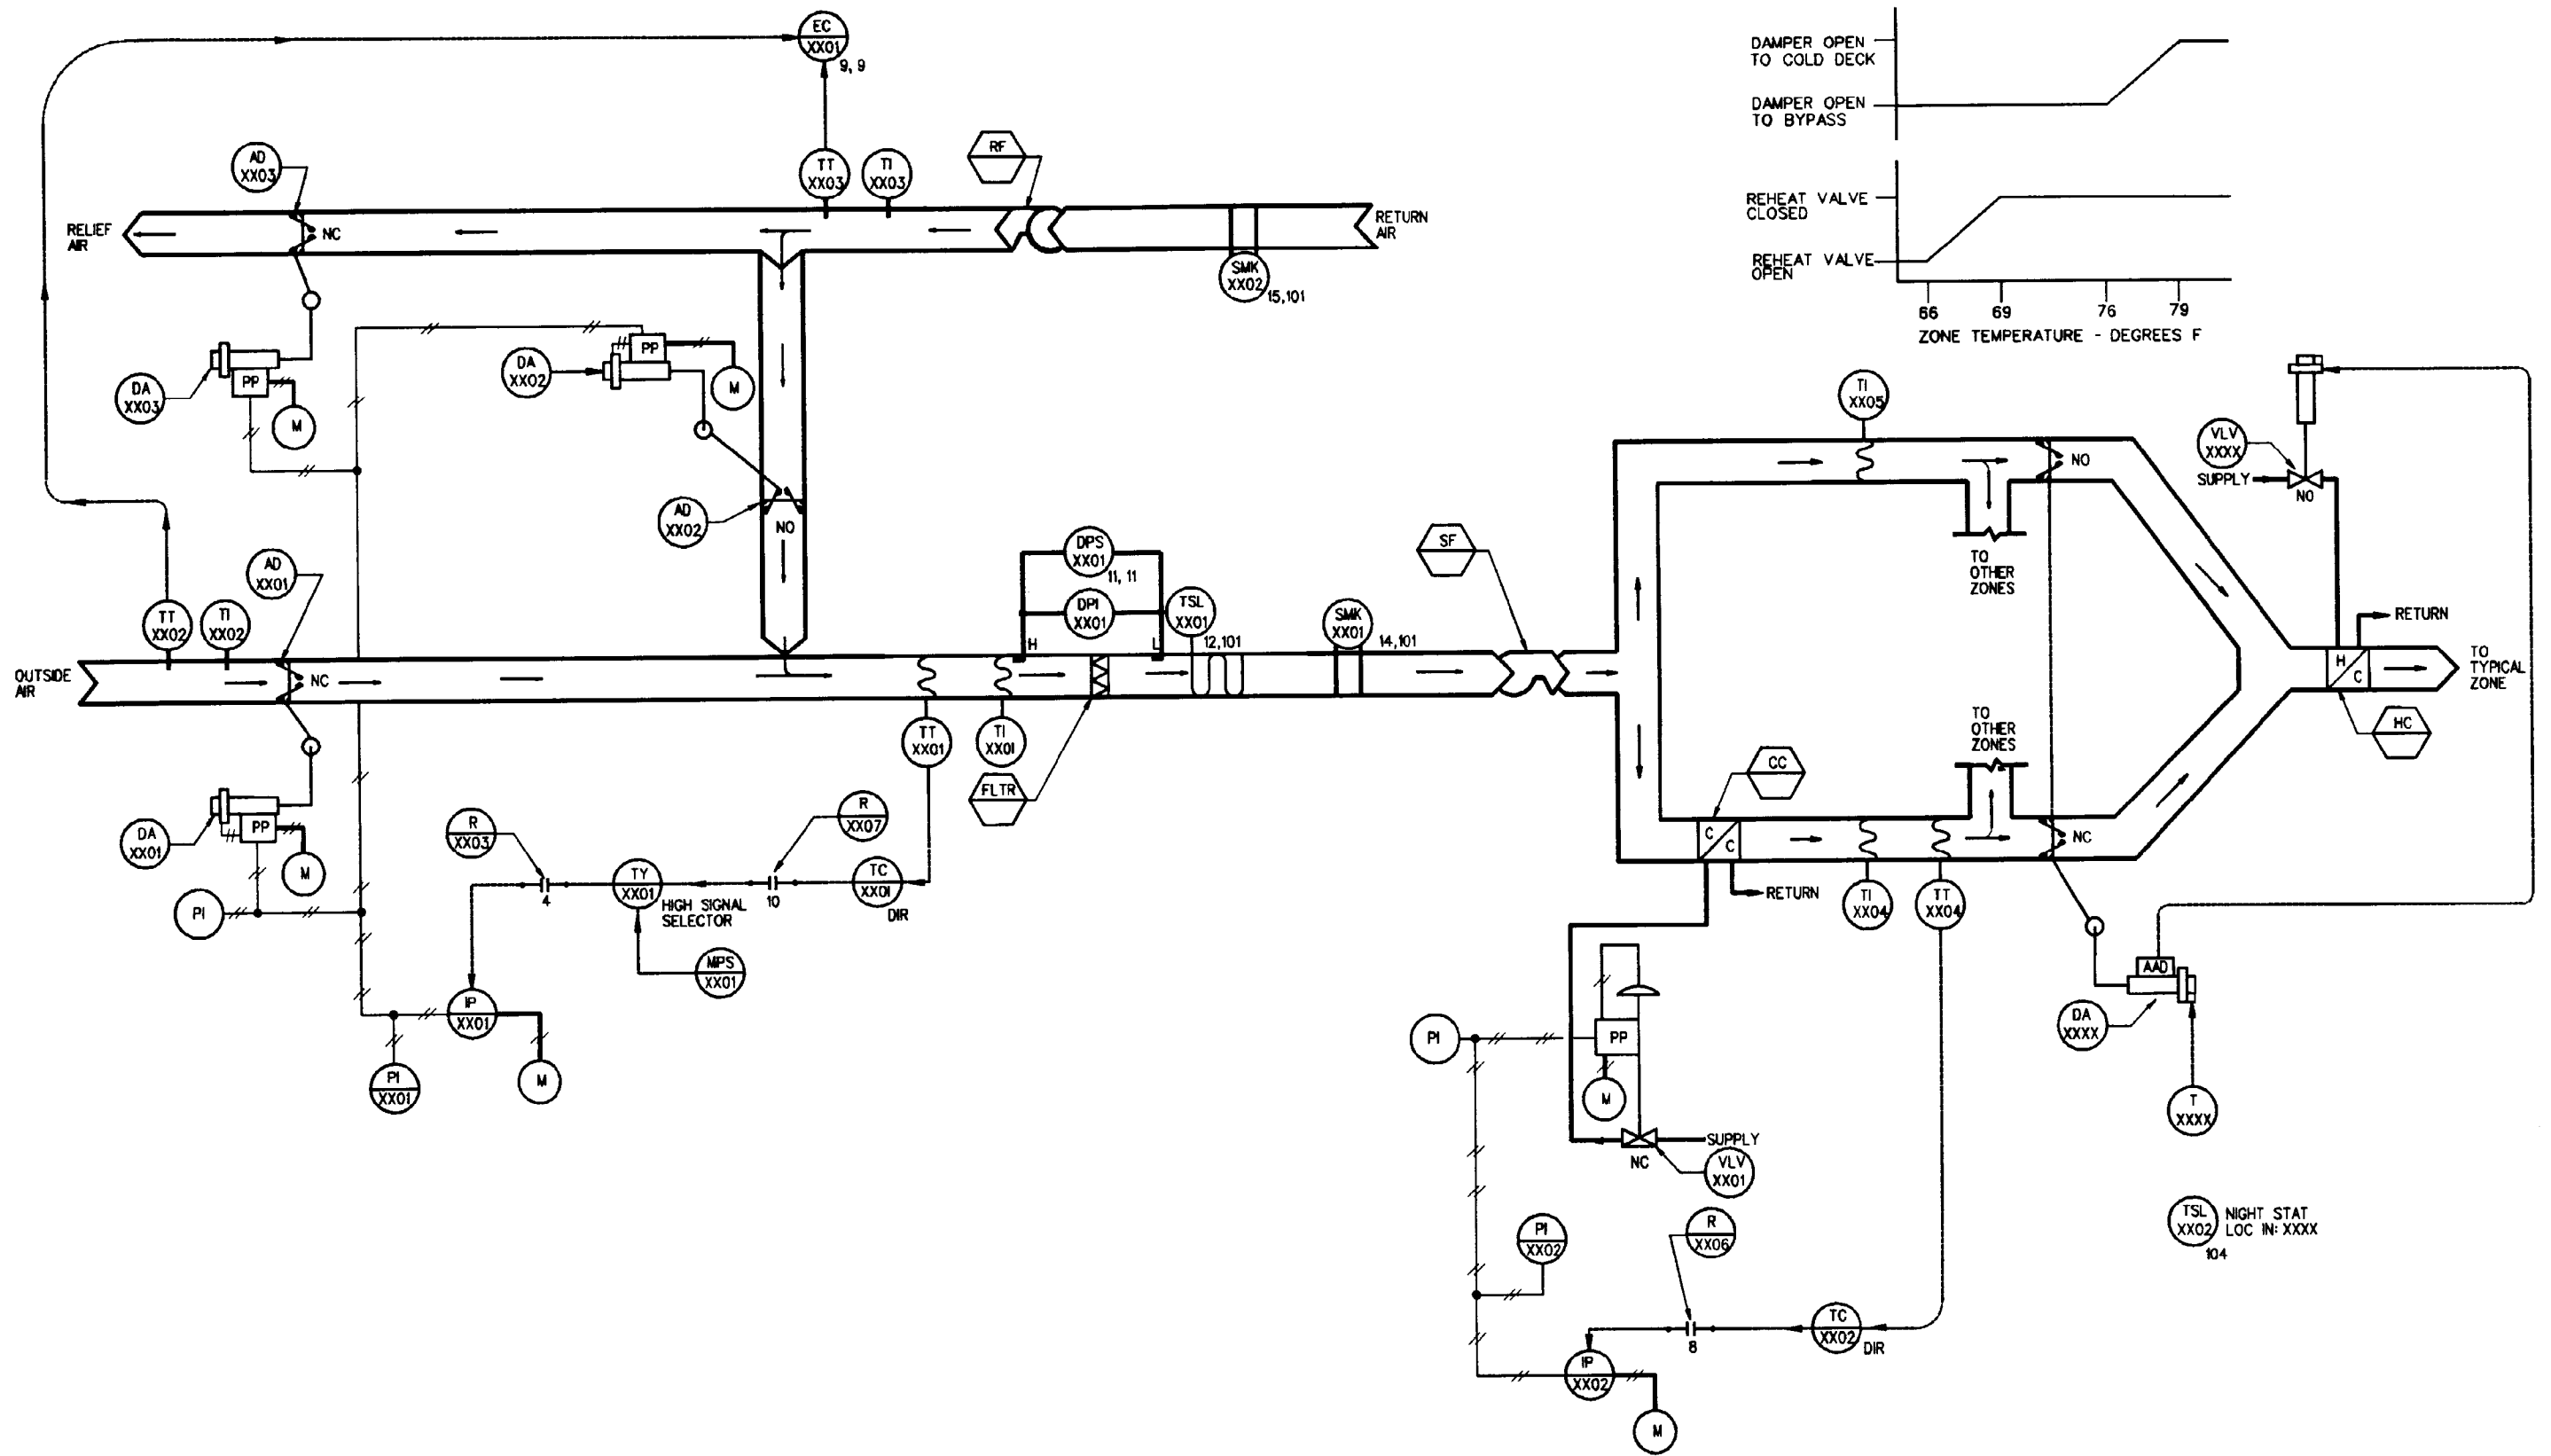 EC
XX01
9, 9
DAMPER OPEN
TO COLD DECK
DAMPER OPEN
TO BYPASS
REHEAT VALVE
CLOSED
REHEAT VALVE
OPEN
66
69
76
79
ZONE TEMPERATURE - DEGREES F
AD
XX03
TT
XX03
TI
XX03
RF
RELIEF
AIR
NC
RETURN
AIR
SMK
XX02
15,101
DA
XX03
PP
M
DA
XX02
PP
M
AD
XX02
NO
TI
XX05
NO
VLV
XXXX
SUPPLY
NO
TO
OTHER
ZONES
AD
XX01
TT
XX02
TI
XX02
OUTSIDE
AIR
NC
DPS
XX01
11, 11
DPI
XX01
H
L
TSL
XX01
12,101
SMK
XX01
14,101
SF
RETURN
H
C
TO
TYPICAL
ZONE
HC
TT
XX01
TI
XX01
FLTR
TO
OTHER
ZONES
CC
C
C
NC
RETURN
TI
XX04
TT
XX04
DA
XX01
PP
M
PI
R
XX03
R
XX07
4
TY
XX01
HIGH SIGNAL
SELECTOR
10
TC
XX01
DIR
MPS
XX01
IP
XX01
M
PI
XX01
AAD
DA
XXXX
T
XXXX
PI
PP
M
SUPPLY
NC
VLV
XX01
TSL
XX02
NIGHT STAT
LOC IN: XXXX
104
PI
XX02
R
XX06
8
TC
XX02
DIR
IP
XX02
M